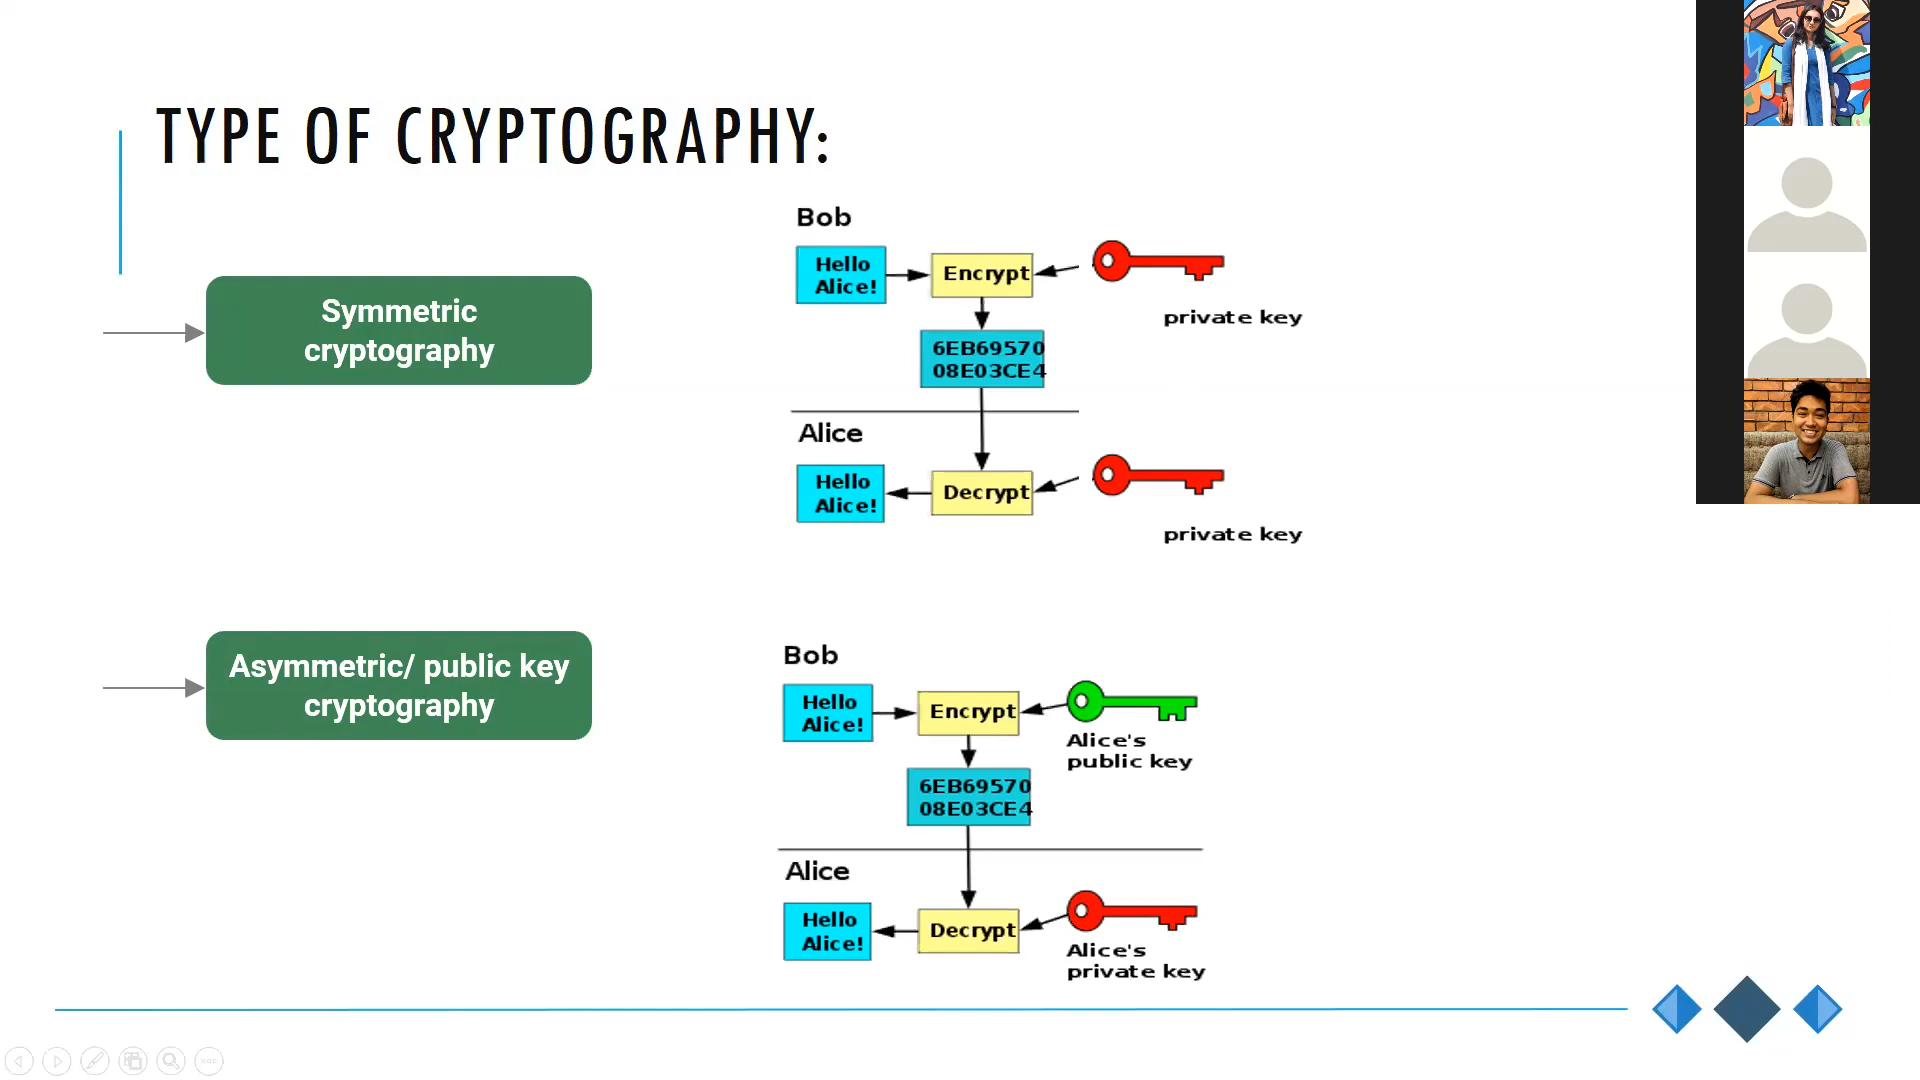 TYPE OF CRYPTOGRAPHY:
Symmetric
cryptography
Bob
Hello
Alice!
Encrypt
private key
6EB69570
08E03CE4
Alice
Hello
Alice!
Decrypt
private key
Asymmetric/ public key
cryptography
Bob
Hello
Alice!
Encrypt
Alice's
public key
6EB69570
08E03CE4
Alice
Hello
Alice!
Decrypt
Alice's
private key